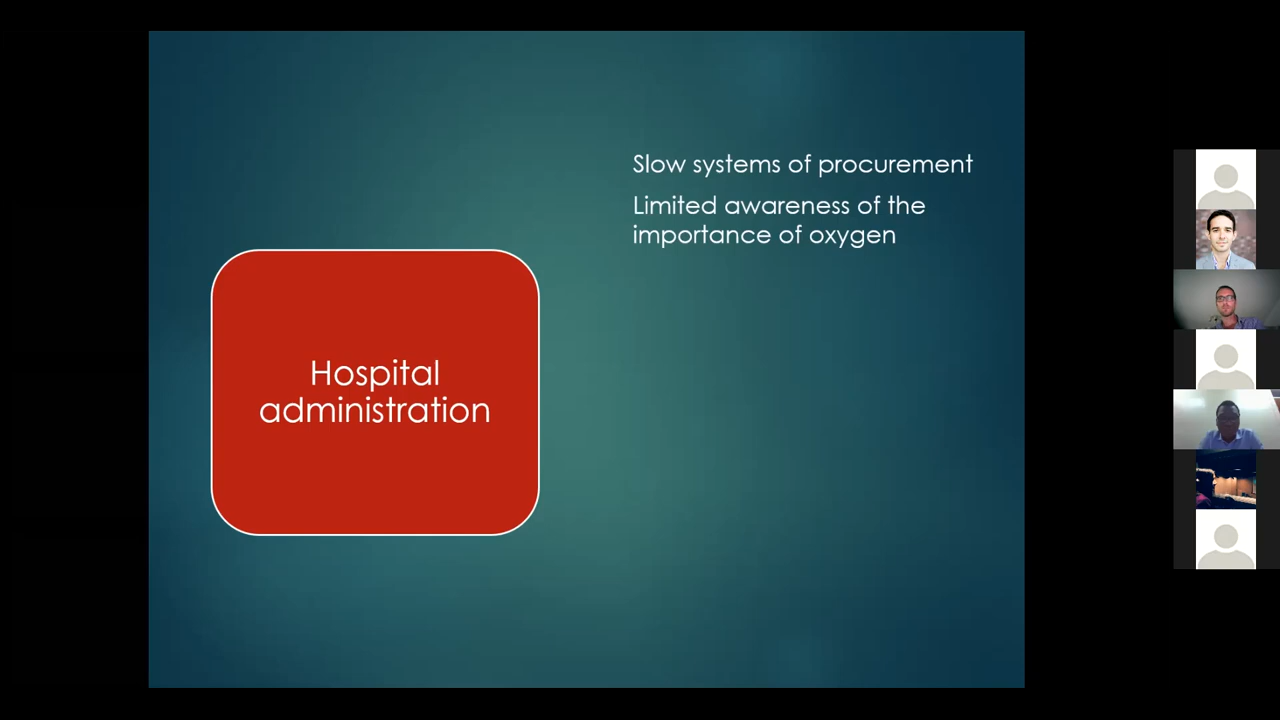 Slow systems of procurement
Limited awareness of the
importance of oxygen
Hospital
administration